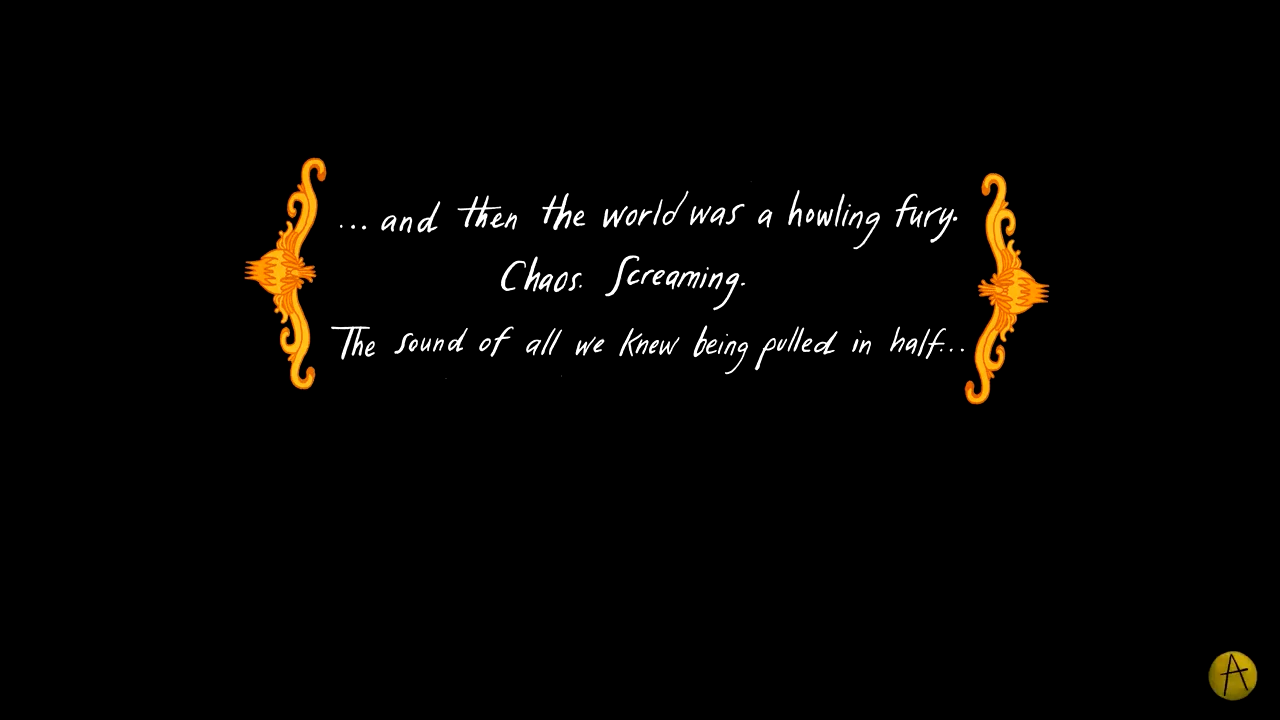 ...and then the world was a howling fury.
Chaos. Screaming.
The sound of all we knew being pulled in half...
A